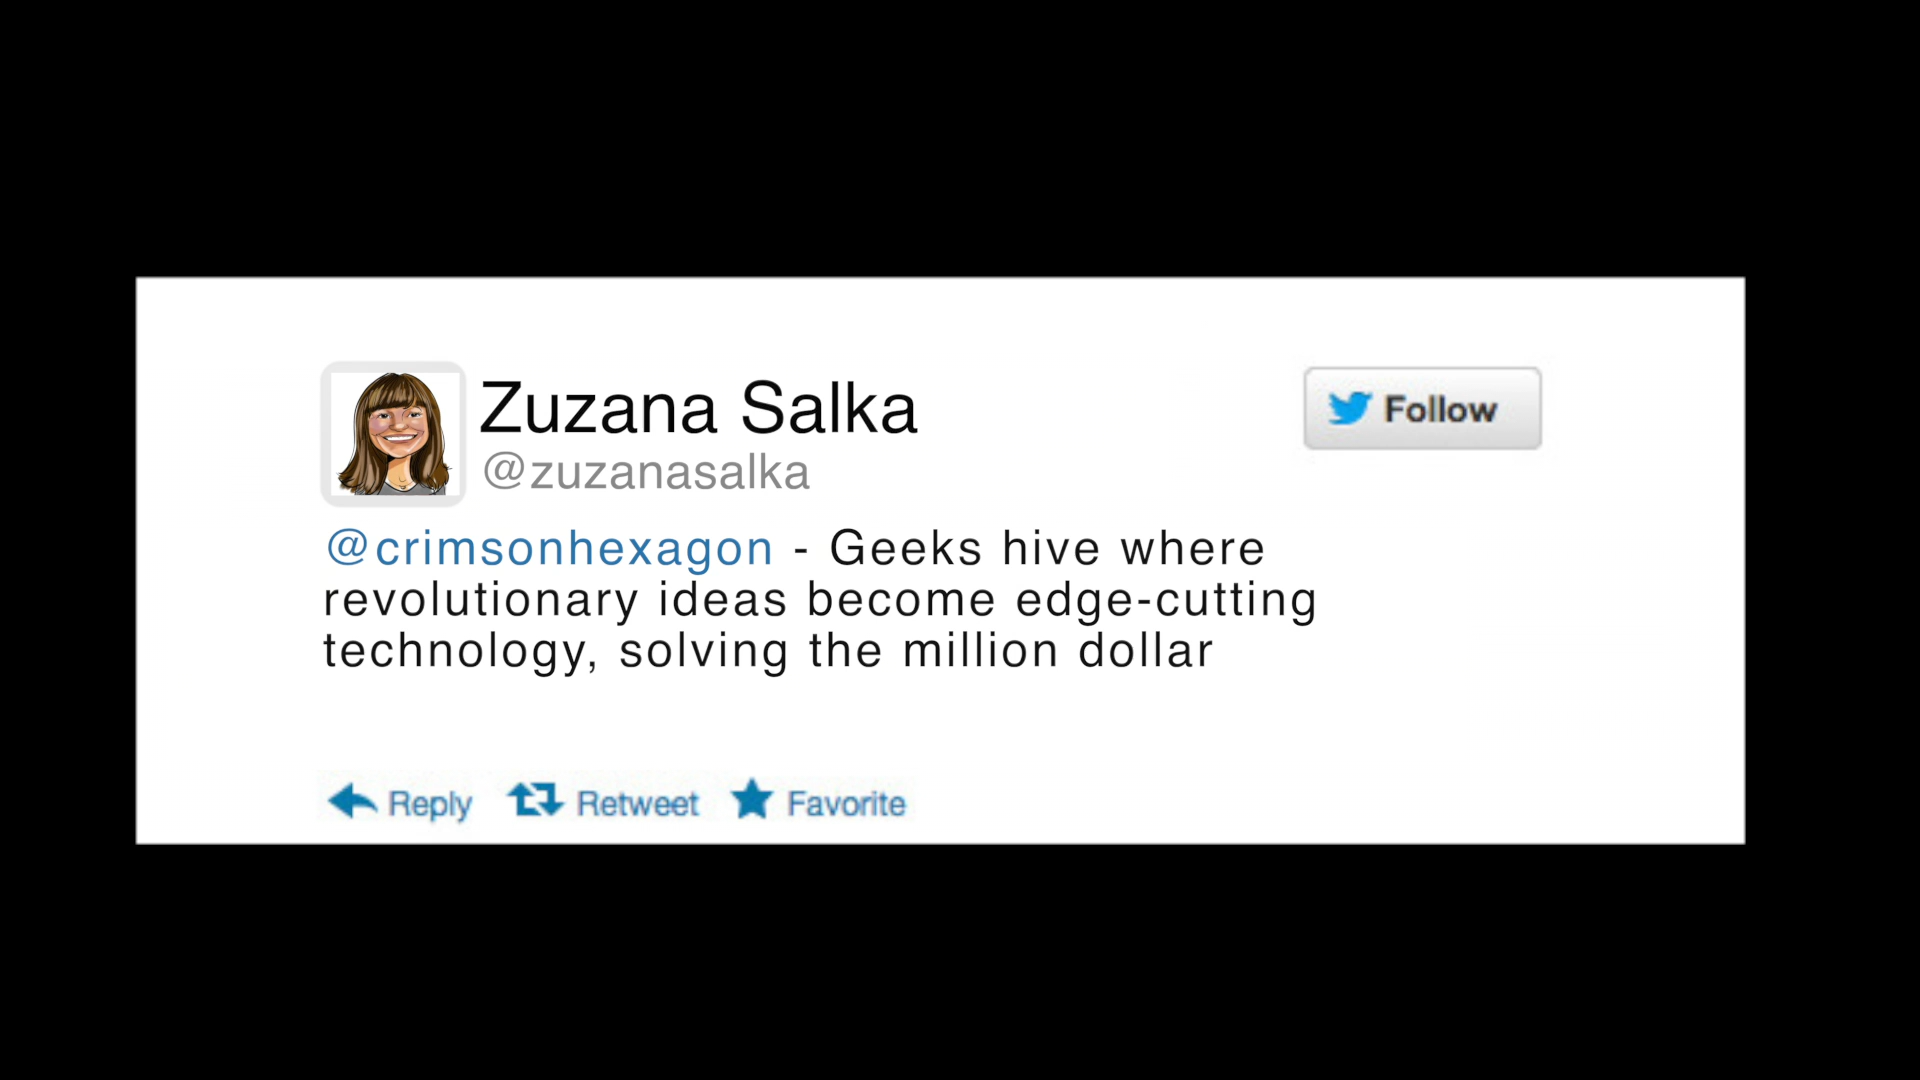 Zuzana Salka
Follow
@zuzanasalka
@crimsonhexagon - Geeks hive where
revolutionary ideas become edge-cutting
technology, solving the million dollar
Reply Retweet Favorite